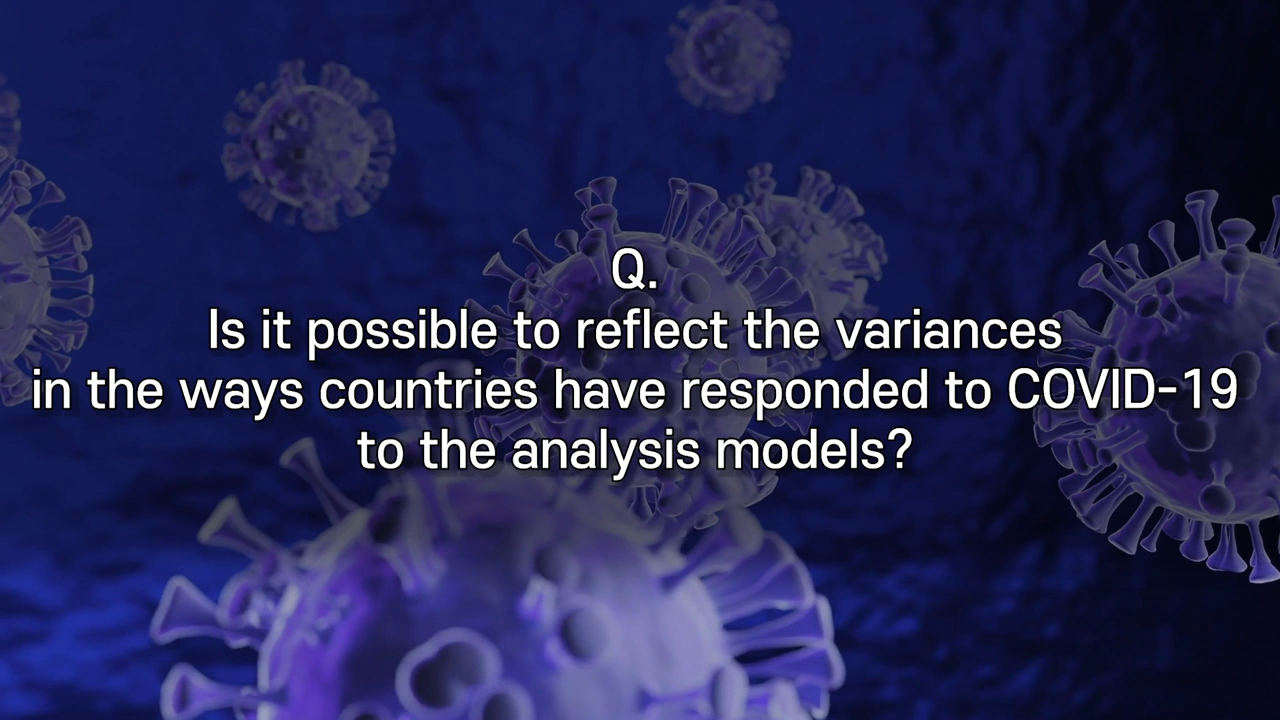 Q.
Is it possible to reflect the variances
in the ways countries have responded to COVID-19
to the analysis models?